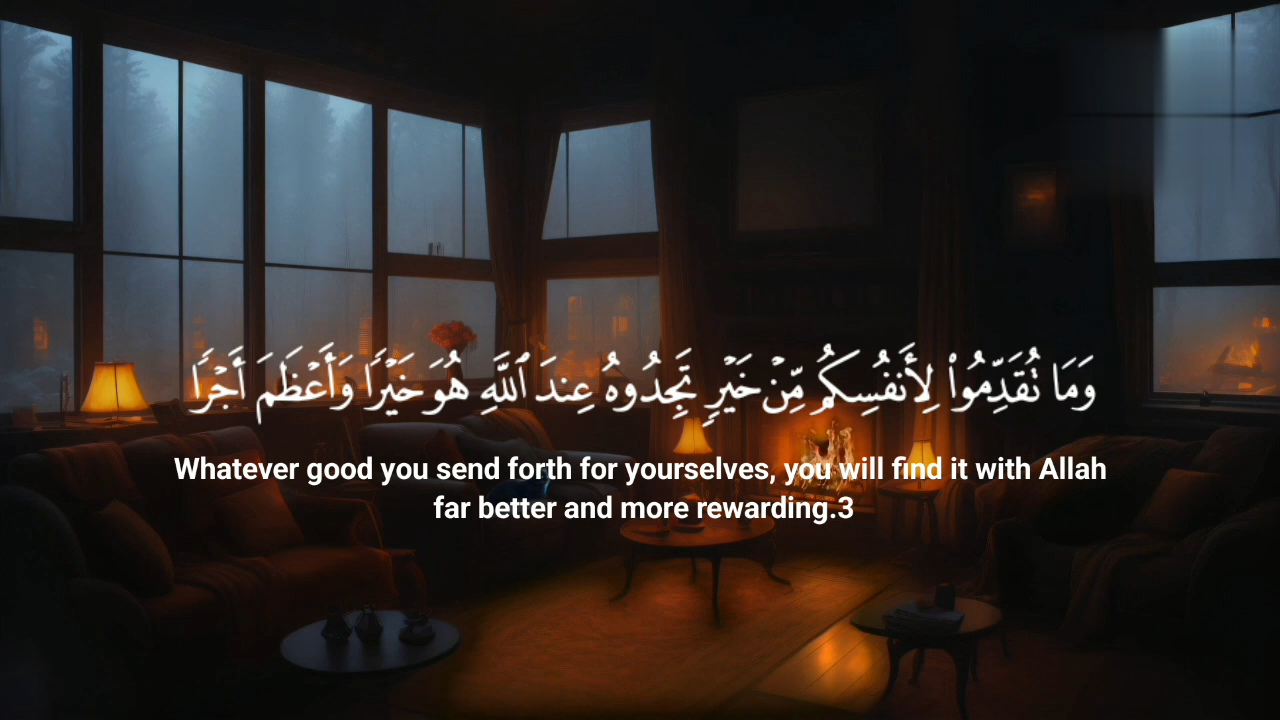 وَمَا تُقَدِّمُوا۟ لِأَنفُسِكُم مِّنْ خَيْرٍ تَجِدُوهُ عِندَ ٱللَّهِ هُوَ خَيْرًا وَأَعْظَمَ أَجْرًا
Whatever good you send forth for yourselves, you will find it with Allah
far better and more rewarding.3